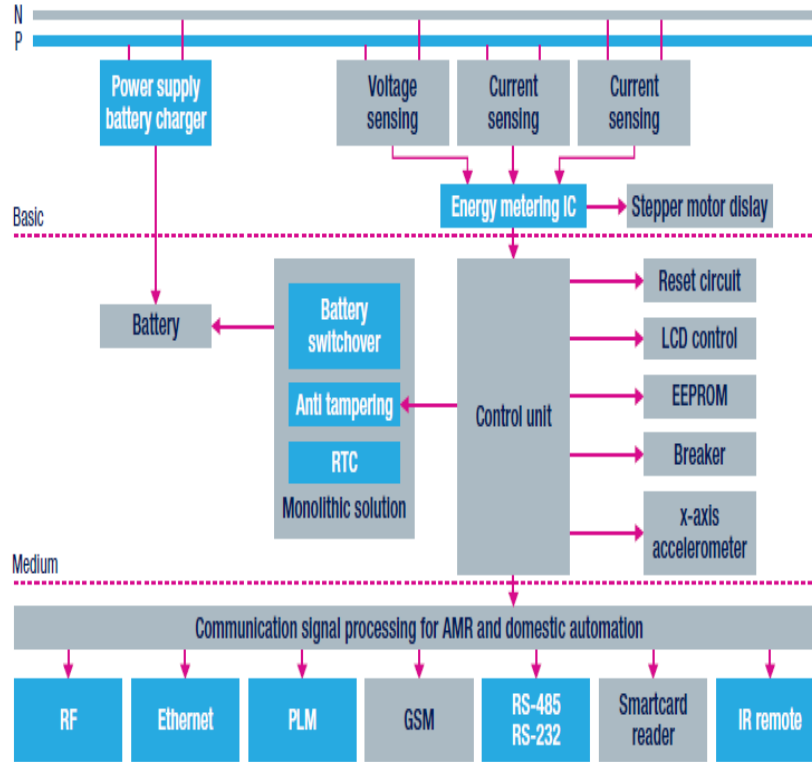 N
P
Power supply
battery charger
Voltage
sensing
Current
sensing
Current
sensing
Energy metering IC
Stepper motor dislay
Basic
Battery
Battery
switchover
Anti tampering
RTC
Monolithic solution
Control unit
Reset circuit
LCD control
EEPROM
Breaker
x-axis
accelerometer
Medium
Communication signal processing for AMR and domestic automation
RF
Ethernet
PLM
GSM
RS-485
RS-232
Smartcard
reader
IR remote